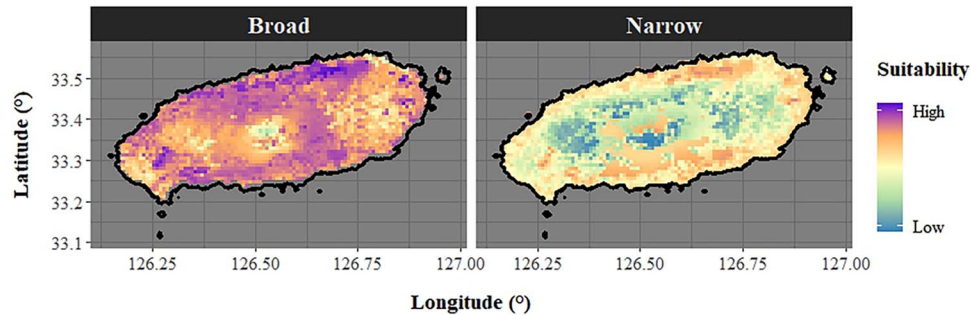 Broad
Narrow
Latitude (°)
33.5
33.4
33.3
33.2
33.1
126.25
126.50
126.75
127.00
126.25
126.50
126.75
127.00
Longitude (°)
Suitability
High
Low